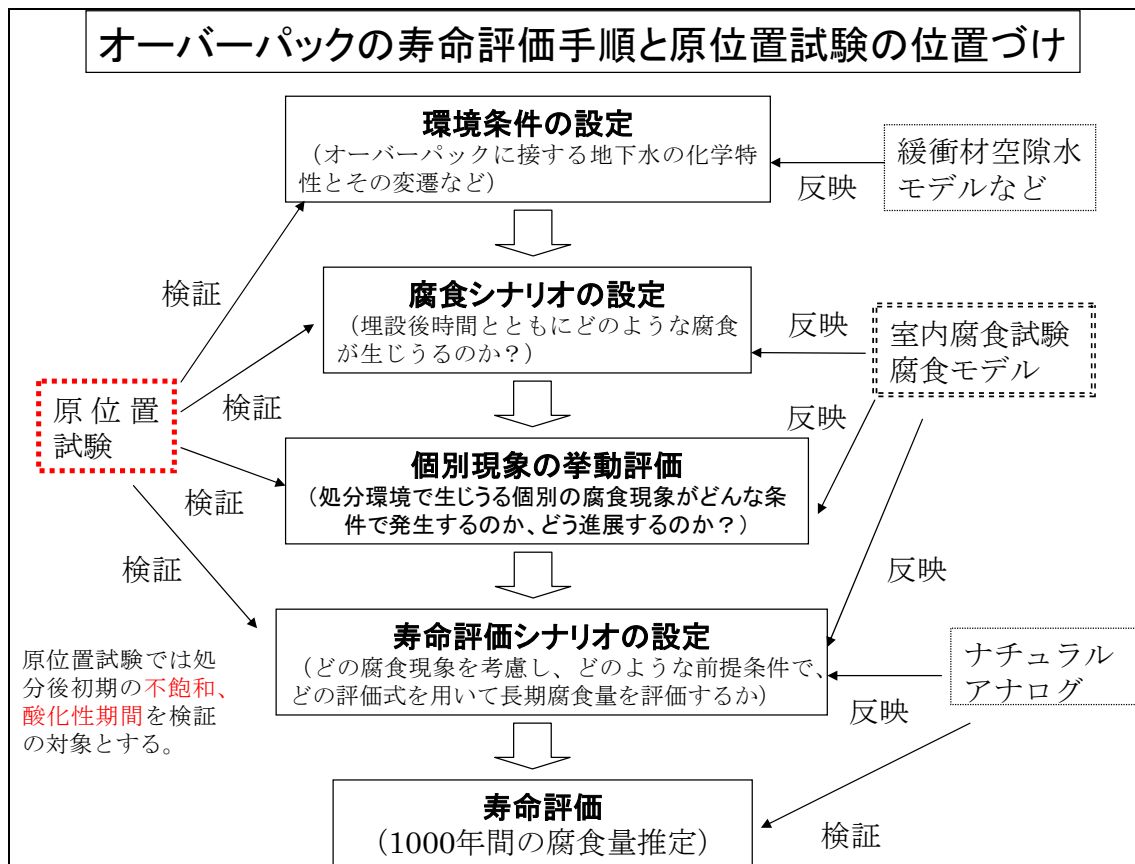 オーバーパックの寿命評価手順と原位置試験の位置づけ
環境条件の設定
（オーバーパックに接する地下水の化学特
性とその変遷など）
反映
緩衝材空隙水
モデルなど
検証
腐食シナリオの設定
（埋設後時間とともにどのような腐食
が生じうるのか？）
反映
室内腐食試験
腐食モデル
原位置
試験
検証
反映
個別現象の挙動評価
（処分環境で生じうる個別の腐食現象がどんな条
件で発生するのか、どう進展するのか？）
検証
検証
反映
寿命評価シナリオの設定
（どの腐食現象を考慮し、どのような前提条件で、
どの評価式を用いて長期腐食量を評価するか）
ナチュラル
アナログ
反映
原位置試験では処
分後初期の不飽和、
酸化性期間を検証
の対象とする。
寿命評価
（1000年間の腐食量推定）
検証